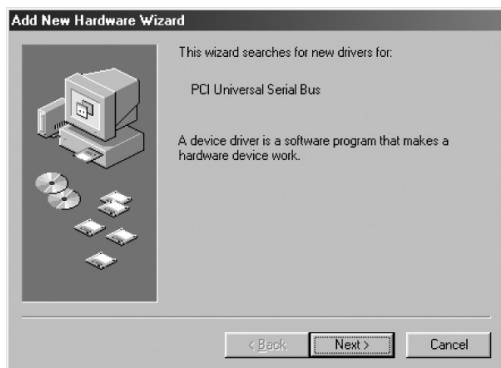 Add New Hardware Wizard
This wizard searches for new drivers for:
PCI Universal Serial Bus
A device driver is a software program that makes a
hardware device work.
< Back
Next >
Cancel